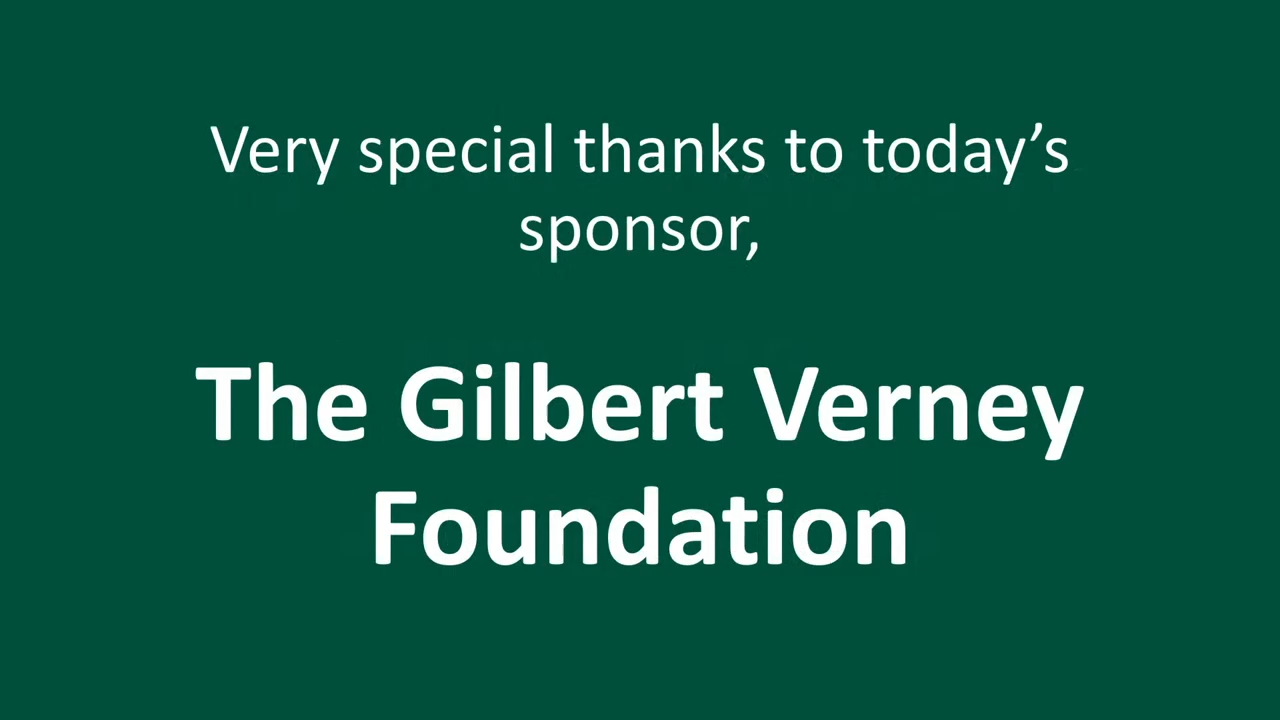 Very special thanks to today’s
sponsor,
The Gilbert Verney
Foundation